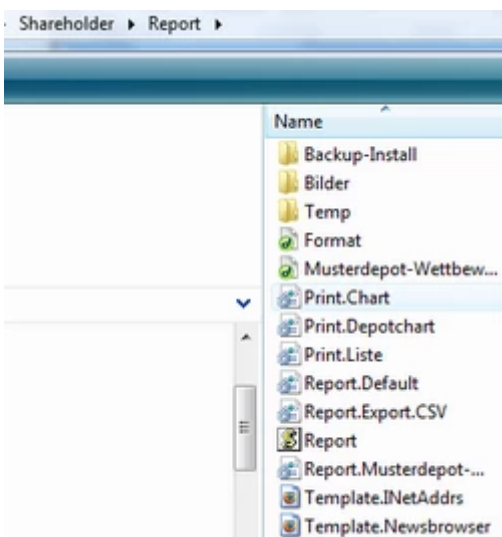 Shareholder ▸ Report ▸
Name
Backup-Install
Bilder
Temp
Format
Musterdepot-Wettbew...
Print.Chart
Print.Depotchart
Print.Liste
Report.Default
Report.Export.CSV
Report
Report.Musterdepot-...
Template.INetAddrs
Template.Newsbrowser